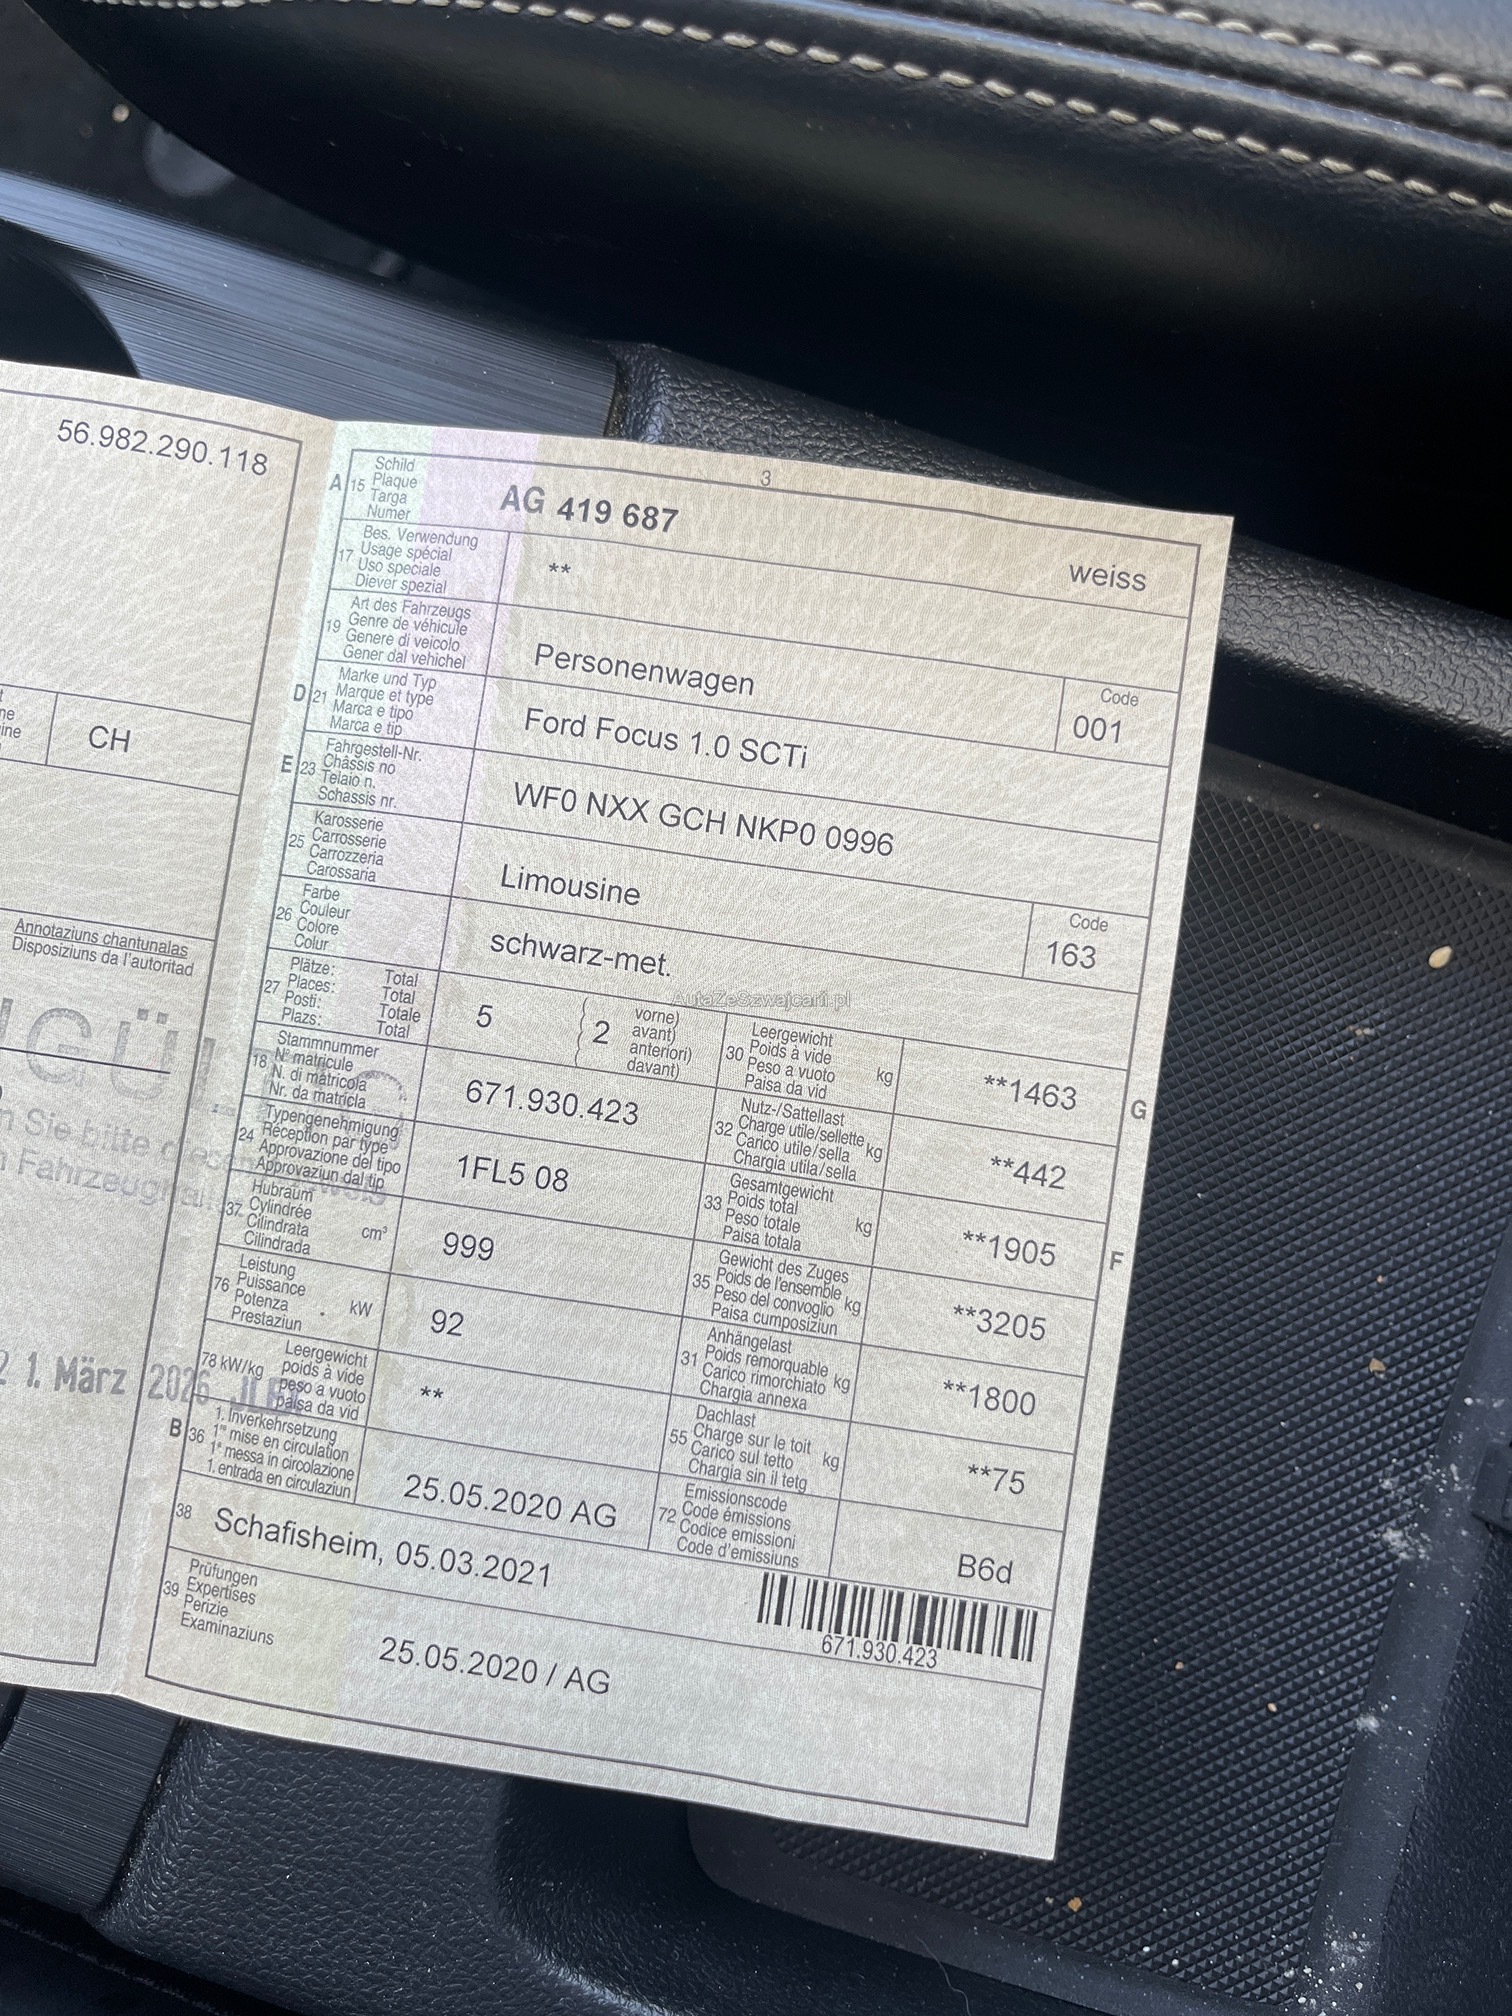 56.982.290.118
CH
Annotaziuns chantunalas
Disposiziuns da l'autoritad
1. März 2026
3
A 15 Schild
Plaque
Targa
Numer
AG 419 687
weiss
17 Bes. Verwendung
Usage spécial
Uso speciale
Diever spezial
**
19 Art des Fahrzeugs
Genre de véhicule
Genere di veicolo
Gener dal vehichel
Personenwagen
Code
001
D 21 Marke und Typ
Marque et type
Marca e tipo
Marca e tip
Ford Focus 1.0 SCTi
E 23 Fahrgestell-Nr.
Châssis no
Telaio n.
Schassis nr.
WF0 NXX GCH NKP0 0996
25 Karosserie
Carrosserie
Carrozzeria
Carossaria
Limousine
Code
163
26 Farbe
Couleur
Colore
Colur
schwarz-met.
27 Plätze: Total
Places: Total
Posti: Totale
Plazs: Total
5
2
vorne)
avant)
anteriori)
davant)
18 Stammnummer
N° matricule
N. di matricola
Nr. da matricla
671.930.423
24 Typengenehmigung
Réception par type
Approvazione del tipo
Approvaziun dal tip
1FL5 08
37 Hubraum
Cylindrée cm³
Cilindrata
Cilindrada
999
76 Leistung
Puissance kW
Potenza
Prestaziun
92
78 kW/kg Leergewicht
poids à vide
peso a vuoto
paisa da vid
**
B 36 1. Inverkehrsetzung
1re mise en circulation
1a messa in circolazione
1. entrada en circulaziun
25.05.2020 AG
30 Leergewicht
Poids à vide
Peso a vuoto kg
Paisa da vid
**1463
G
32 Nutz-/Sattellast
Charge utile/sellette kg
Carico utile/sella
Chargia utila/sella
**442
33 Gesamtgewicht
Poids total kg
Peso totale
Paisa totala
**1905
F
35 Gewicht des Zuges
Poids de l'ensemble kg
Peso del convoglio
Paisa cumposiziun
**3205
31 Anhängelast
Poids remorquable kg
Carico rimorchiato
Chargia annexa
**1800
55 Dachlast
Charge sur le toit kg
Carico sul tetto
Chargia sin il tetg
**75
72 Emissionscode
Code émissions
Codice emissioni
Code d'emissiuns
B6d
38 Schafisheim, 05.03.2021
671.930.423
39 Prüfungen
Expertises
Perizie
Examinaziuns
25.05.2020 / AG
AutaZeSzwajcarii.pl